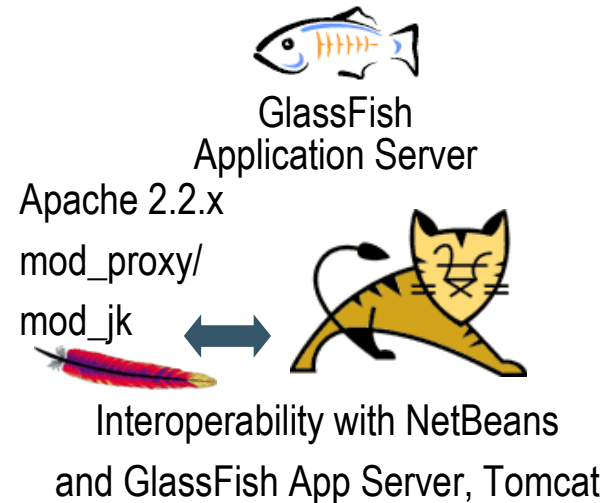 GlassFish
Application Server
Apache 2.2.x
mod_proxy/
mod_jk
Interoperability with NetBeans
and GlassFish App Server, Tomcat